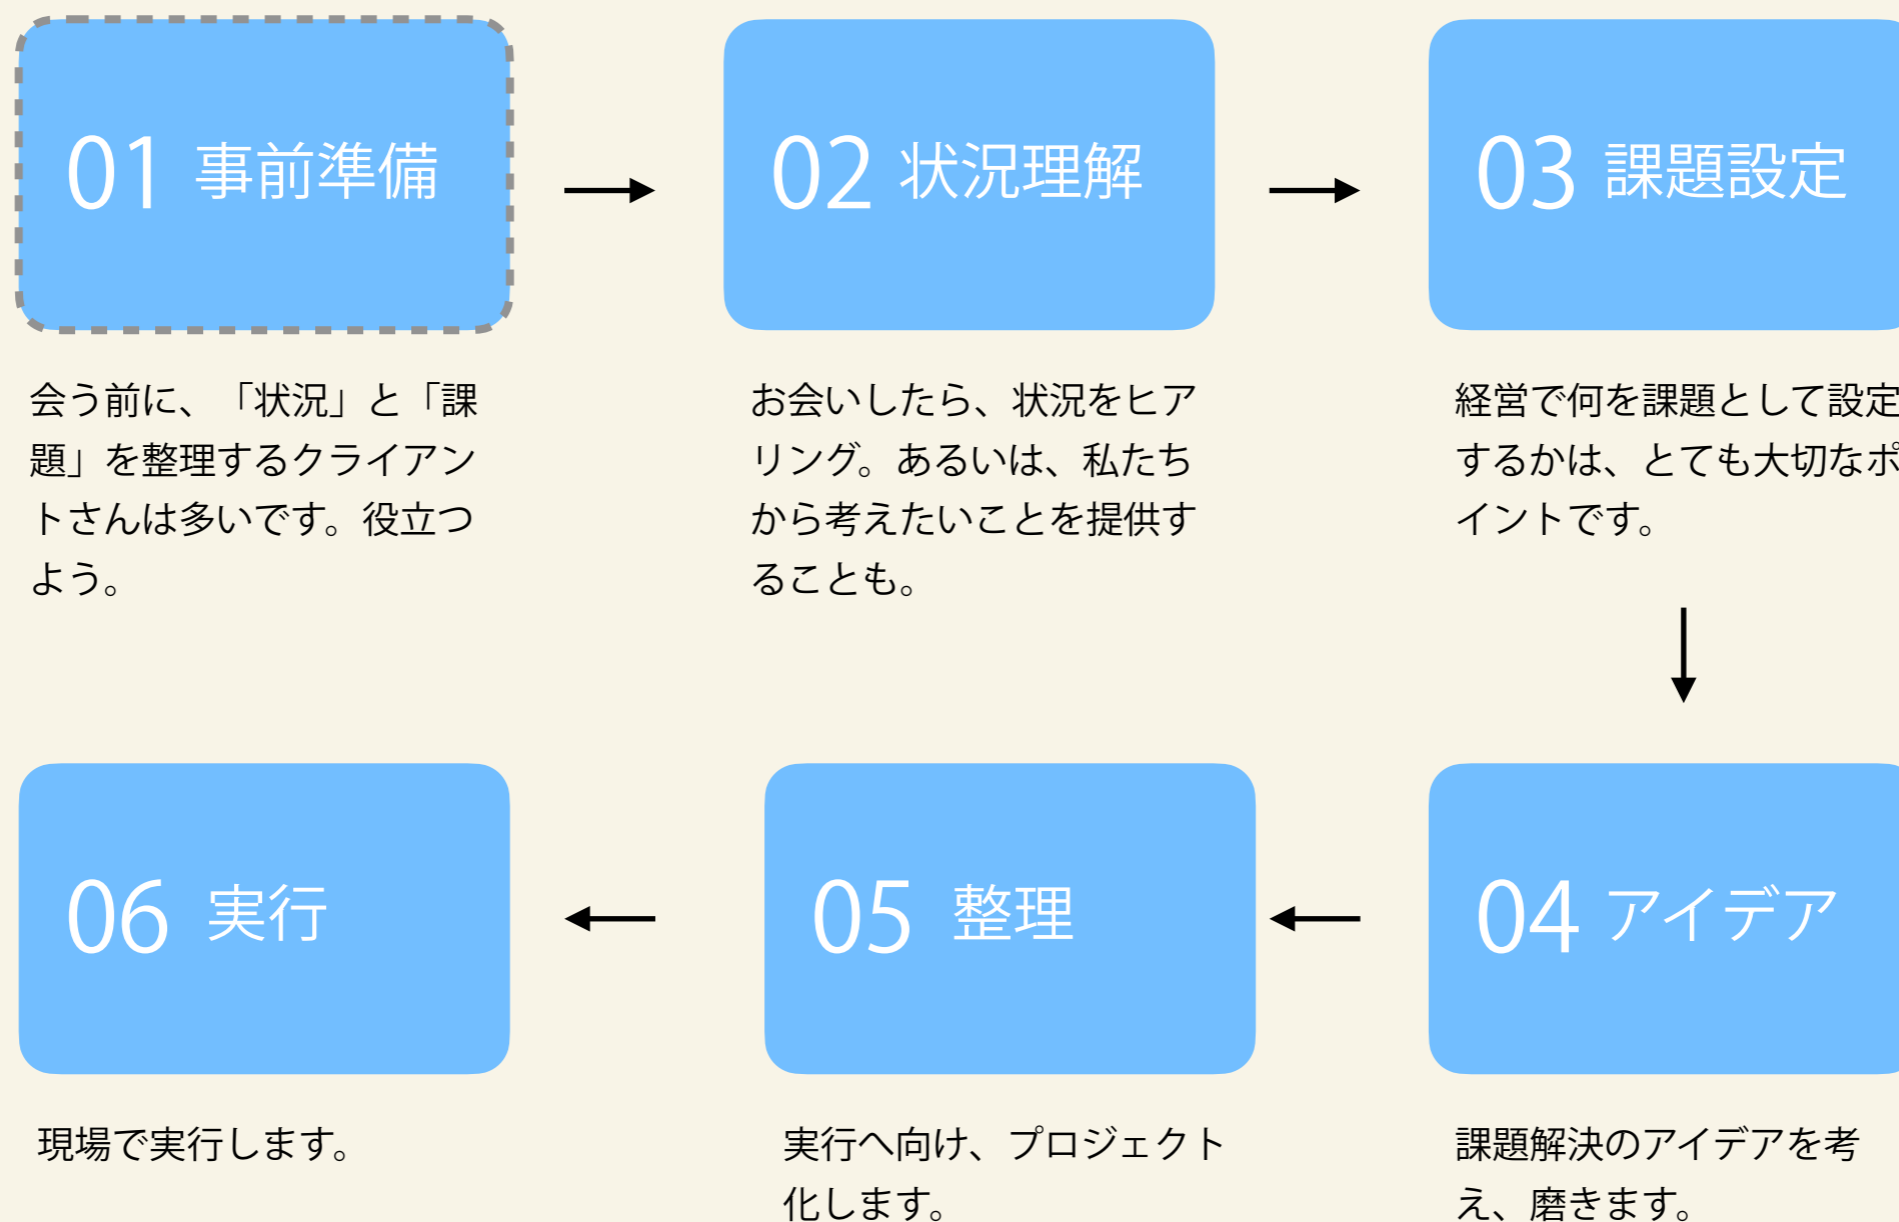 01 事前準備
会う前に、「状況」と「課
題」を整理するクライアン
トさんは多いです。役立つ
よう。
02 状況理解
お会いしたら、状況をヒア
リング。あるいは、私たち
から考えたいことを提供す
ることも。
03 課題設定
経営で何を課題として設定
するかは、とても大切なポ
イントです。
04 アイデア
課題解決のアイデアを考
え、磨きます。
05 整理
実行へ向け、プロジェクト
化します。
06 実行
現場で実行します。